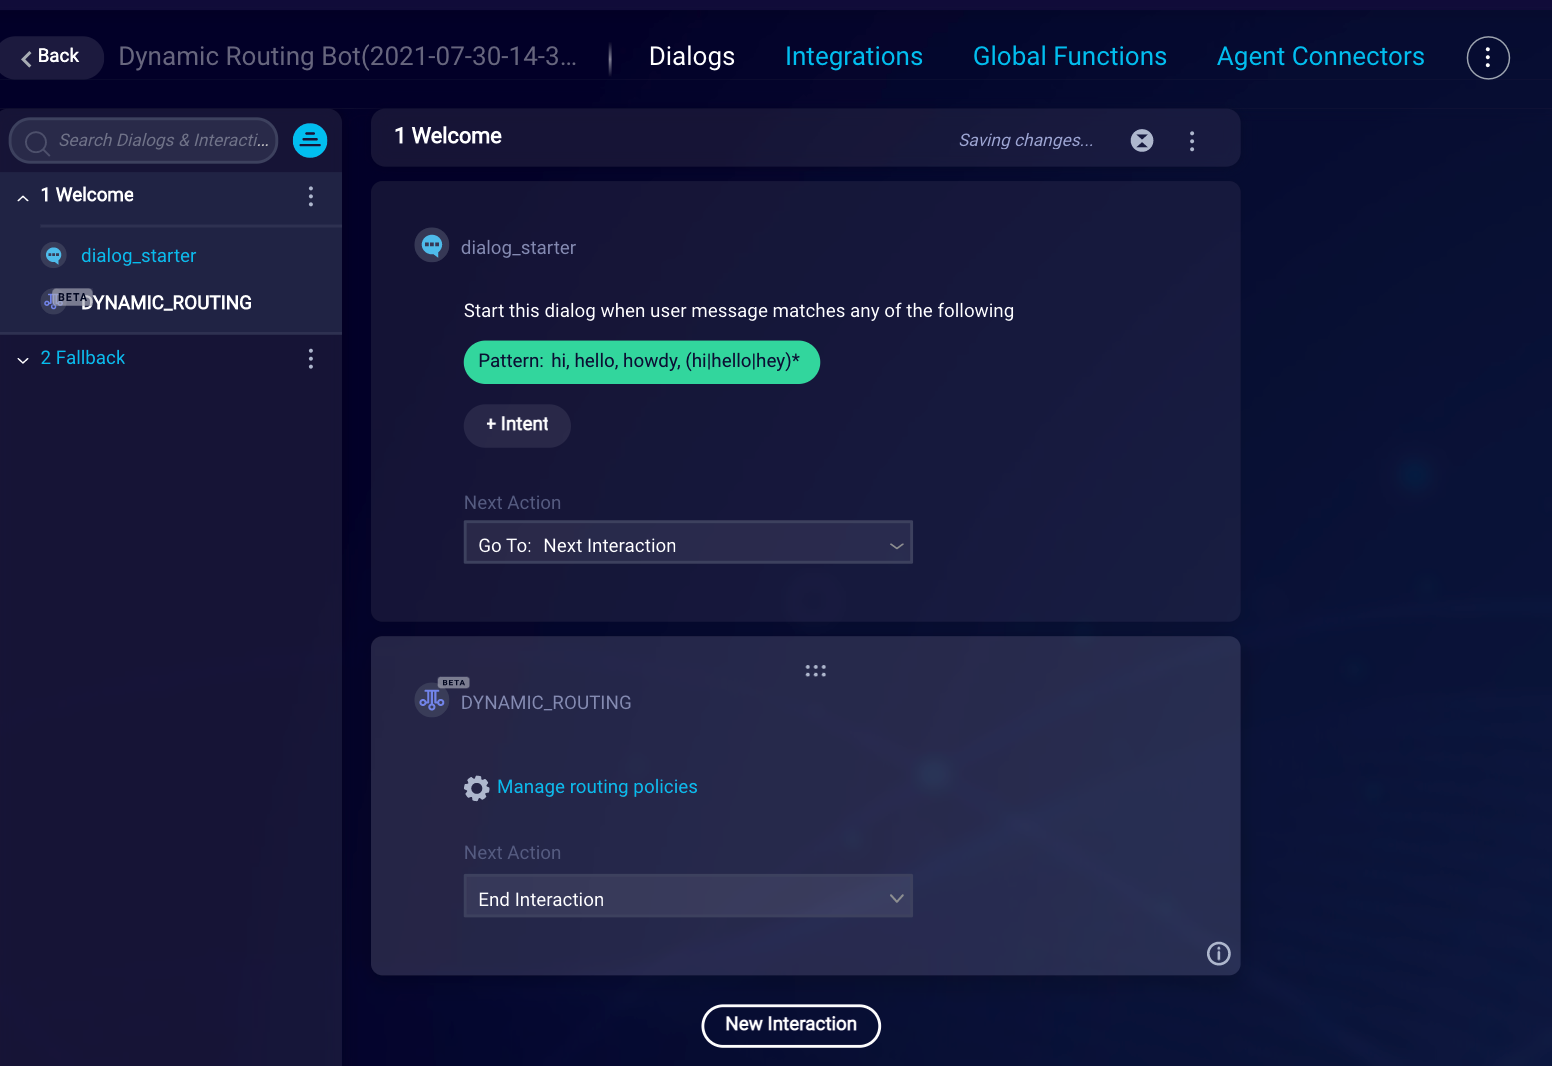 Back
Dynamic Routing Bot(2021-07-30-14-3...
Dialogs
Integrations
Global Functions
Agent Connectors
Search Dialogs & Interacti...
1 Welcome
dialog_starter
BETA
DYNAMIC_ROUTING
2 Fallback
1 Welcome
Saving changes...
dialog_starter
Start this dialog when user message matches any of the following
Pattern: hi, hello, howdy, (hi|hello|hey)*
+ Intent
Next Action
Go To: Next Interaction
BETA
DYNAMIC_ROUTING
Manage routing policies
Next Action
End Interaction
New Interaction